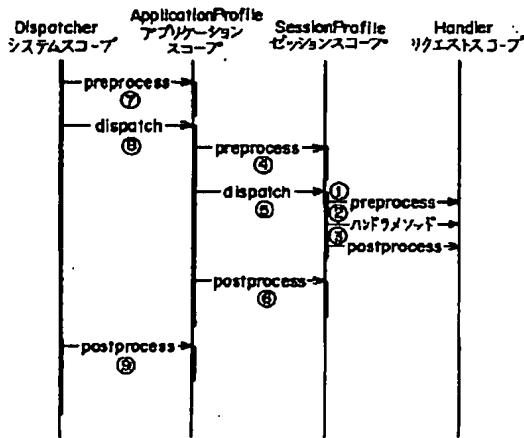 Dispatcher
システムスコープ
ApplicationProfile
アプリケーション
スコープ
SessionProfile
セッションスコープ
Handler
リクエストスコープ
preprocess
⑦
dispatch
⑧
preprocess
④
dispatch
⑤
①
preprocess
②
ハンドラメソッド
③
postprocess
postprocess
⑥
postprocess
⑨